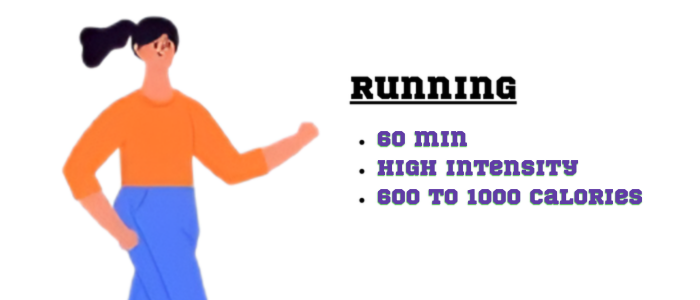 RUNNING
• 60 MIN
• HIGH INTENSITY
• 600 TO 1000 CALORIES